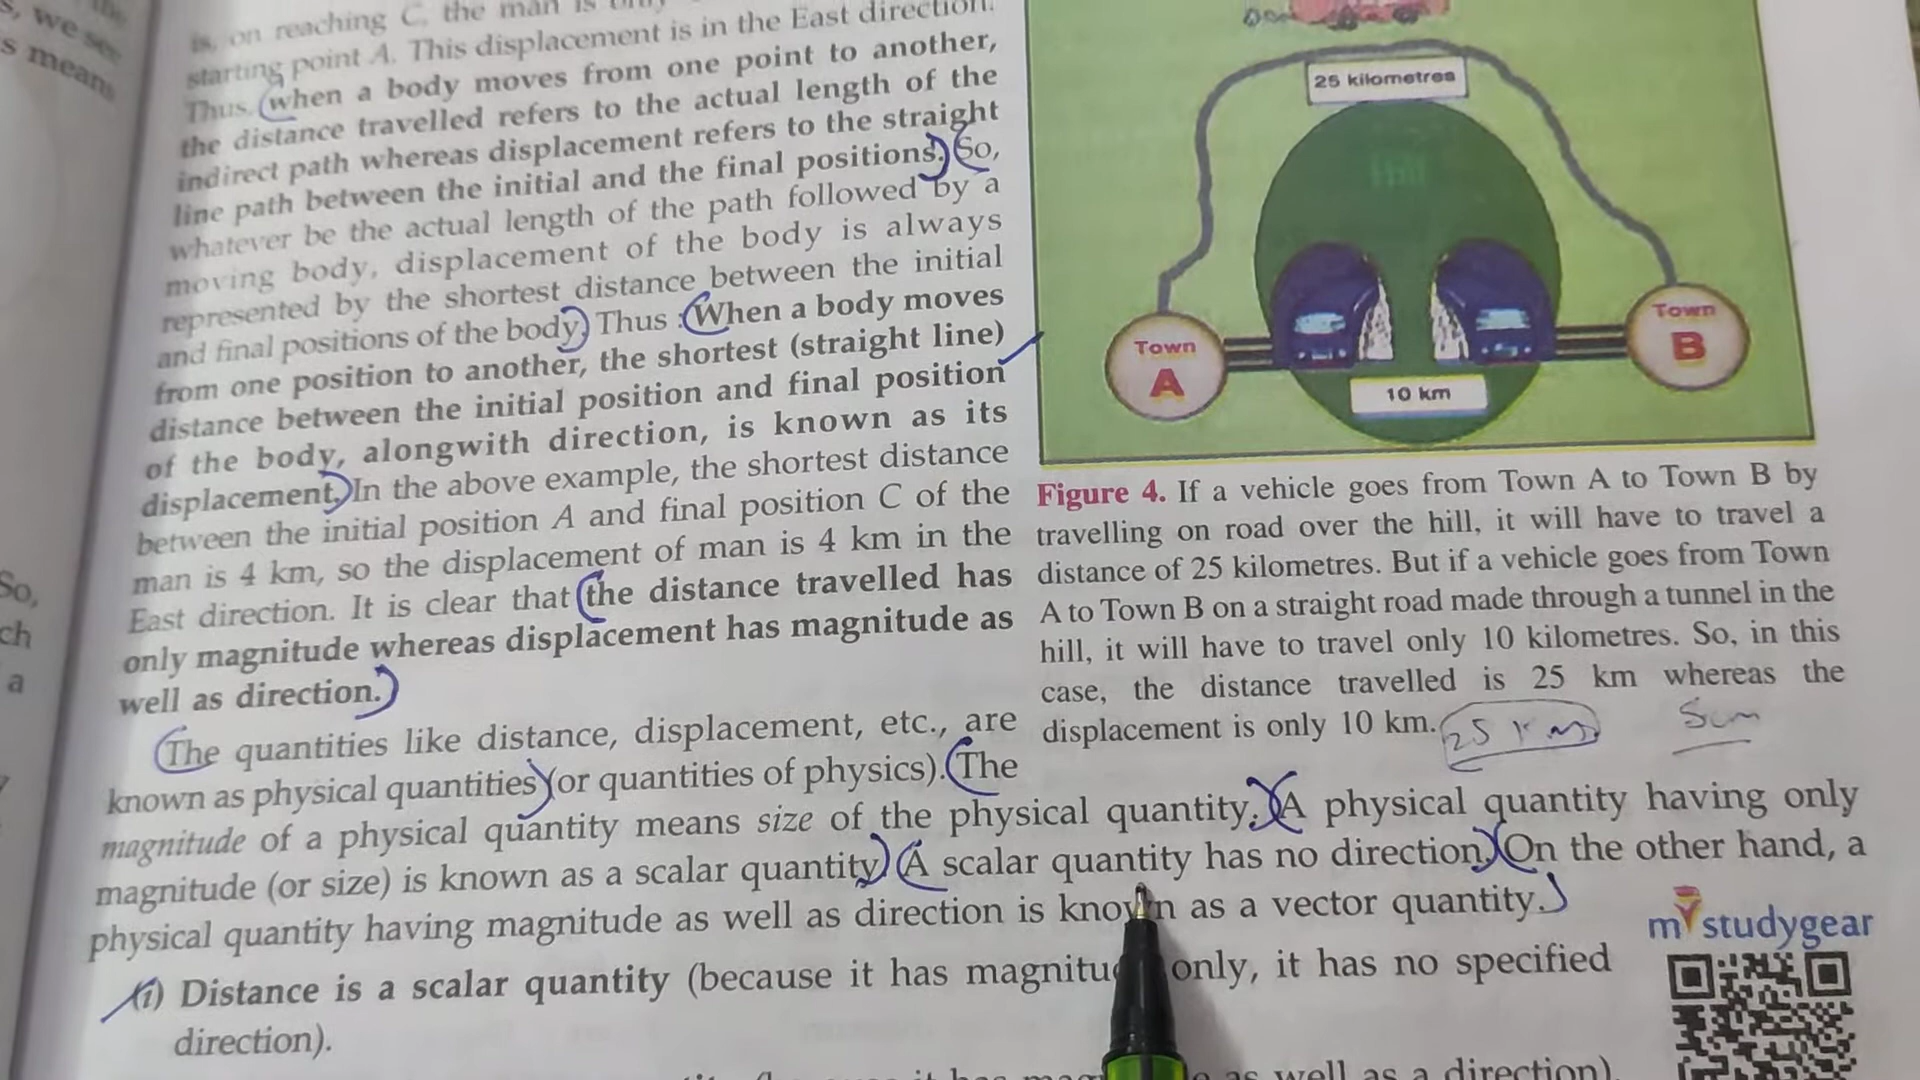 s, we see
s means
is, on reaching C, the man is only
starting point A. This displacement is in the East direction.
Thus, when a body moves from one point to another,
the distance travelled refers to the actual length of the
indirect path whereas displacement refers to the straight
line path between the initial and the final positions. So,
whatever be the actual length of the path followed by a
moving body, displacement of the body is always
represented by the shortest distance between the initial
and final positions of the body. Thus : When a body moves
from one position to another, the shortest (straight line)
distance between the initial position and final position
of the body, alongwith direction, is known as its
displacement. In the above example, the shortest distance
between the initial position A and final position C of the
man is 4 km, so the displacement of man is 4 km in the
East direction. It is clear that the distance travelled has
only magnitude whereas displacement has magnitude as
well as direction.
So,
ch
a
25 kilometres
Hill
Town
A
Town
B
10 km
Figure 4. If a vehicle goes from Town A to Town B by
travelling on road over the hill, it will have to travel a
distance of 25 kilometres. But if a vehicle goes from Town
A to Town B on a straight road made through a tunnel in the
hill, it will have to travel only 10 kilometres. So, in this
case, the distance travelled is 25 km whereas the
displacement is only 10 km.
25 km
The quantities like distance, displacement, etc., are
known as physical quantities (or quantities of physics). The
magnitude of a physical quantity means size of the physical quantity. A physical quantity having only
magnitude (or size) is known as a scalar quantity. A scalar quantity has no direction. On the other hand, a
physical quantity having magnitude as well as direction is known as a vector quantity.
(i) Distance is a scalar quantity (because it has magnitude only, it has no specified
direction).
as well as a direction).
mystudygear